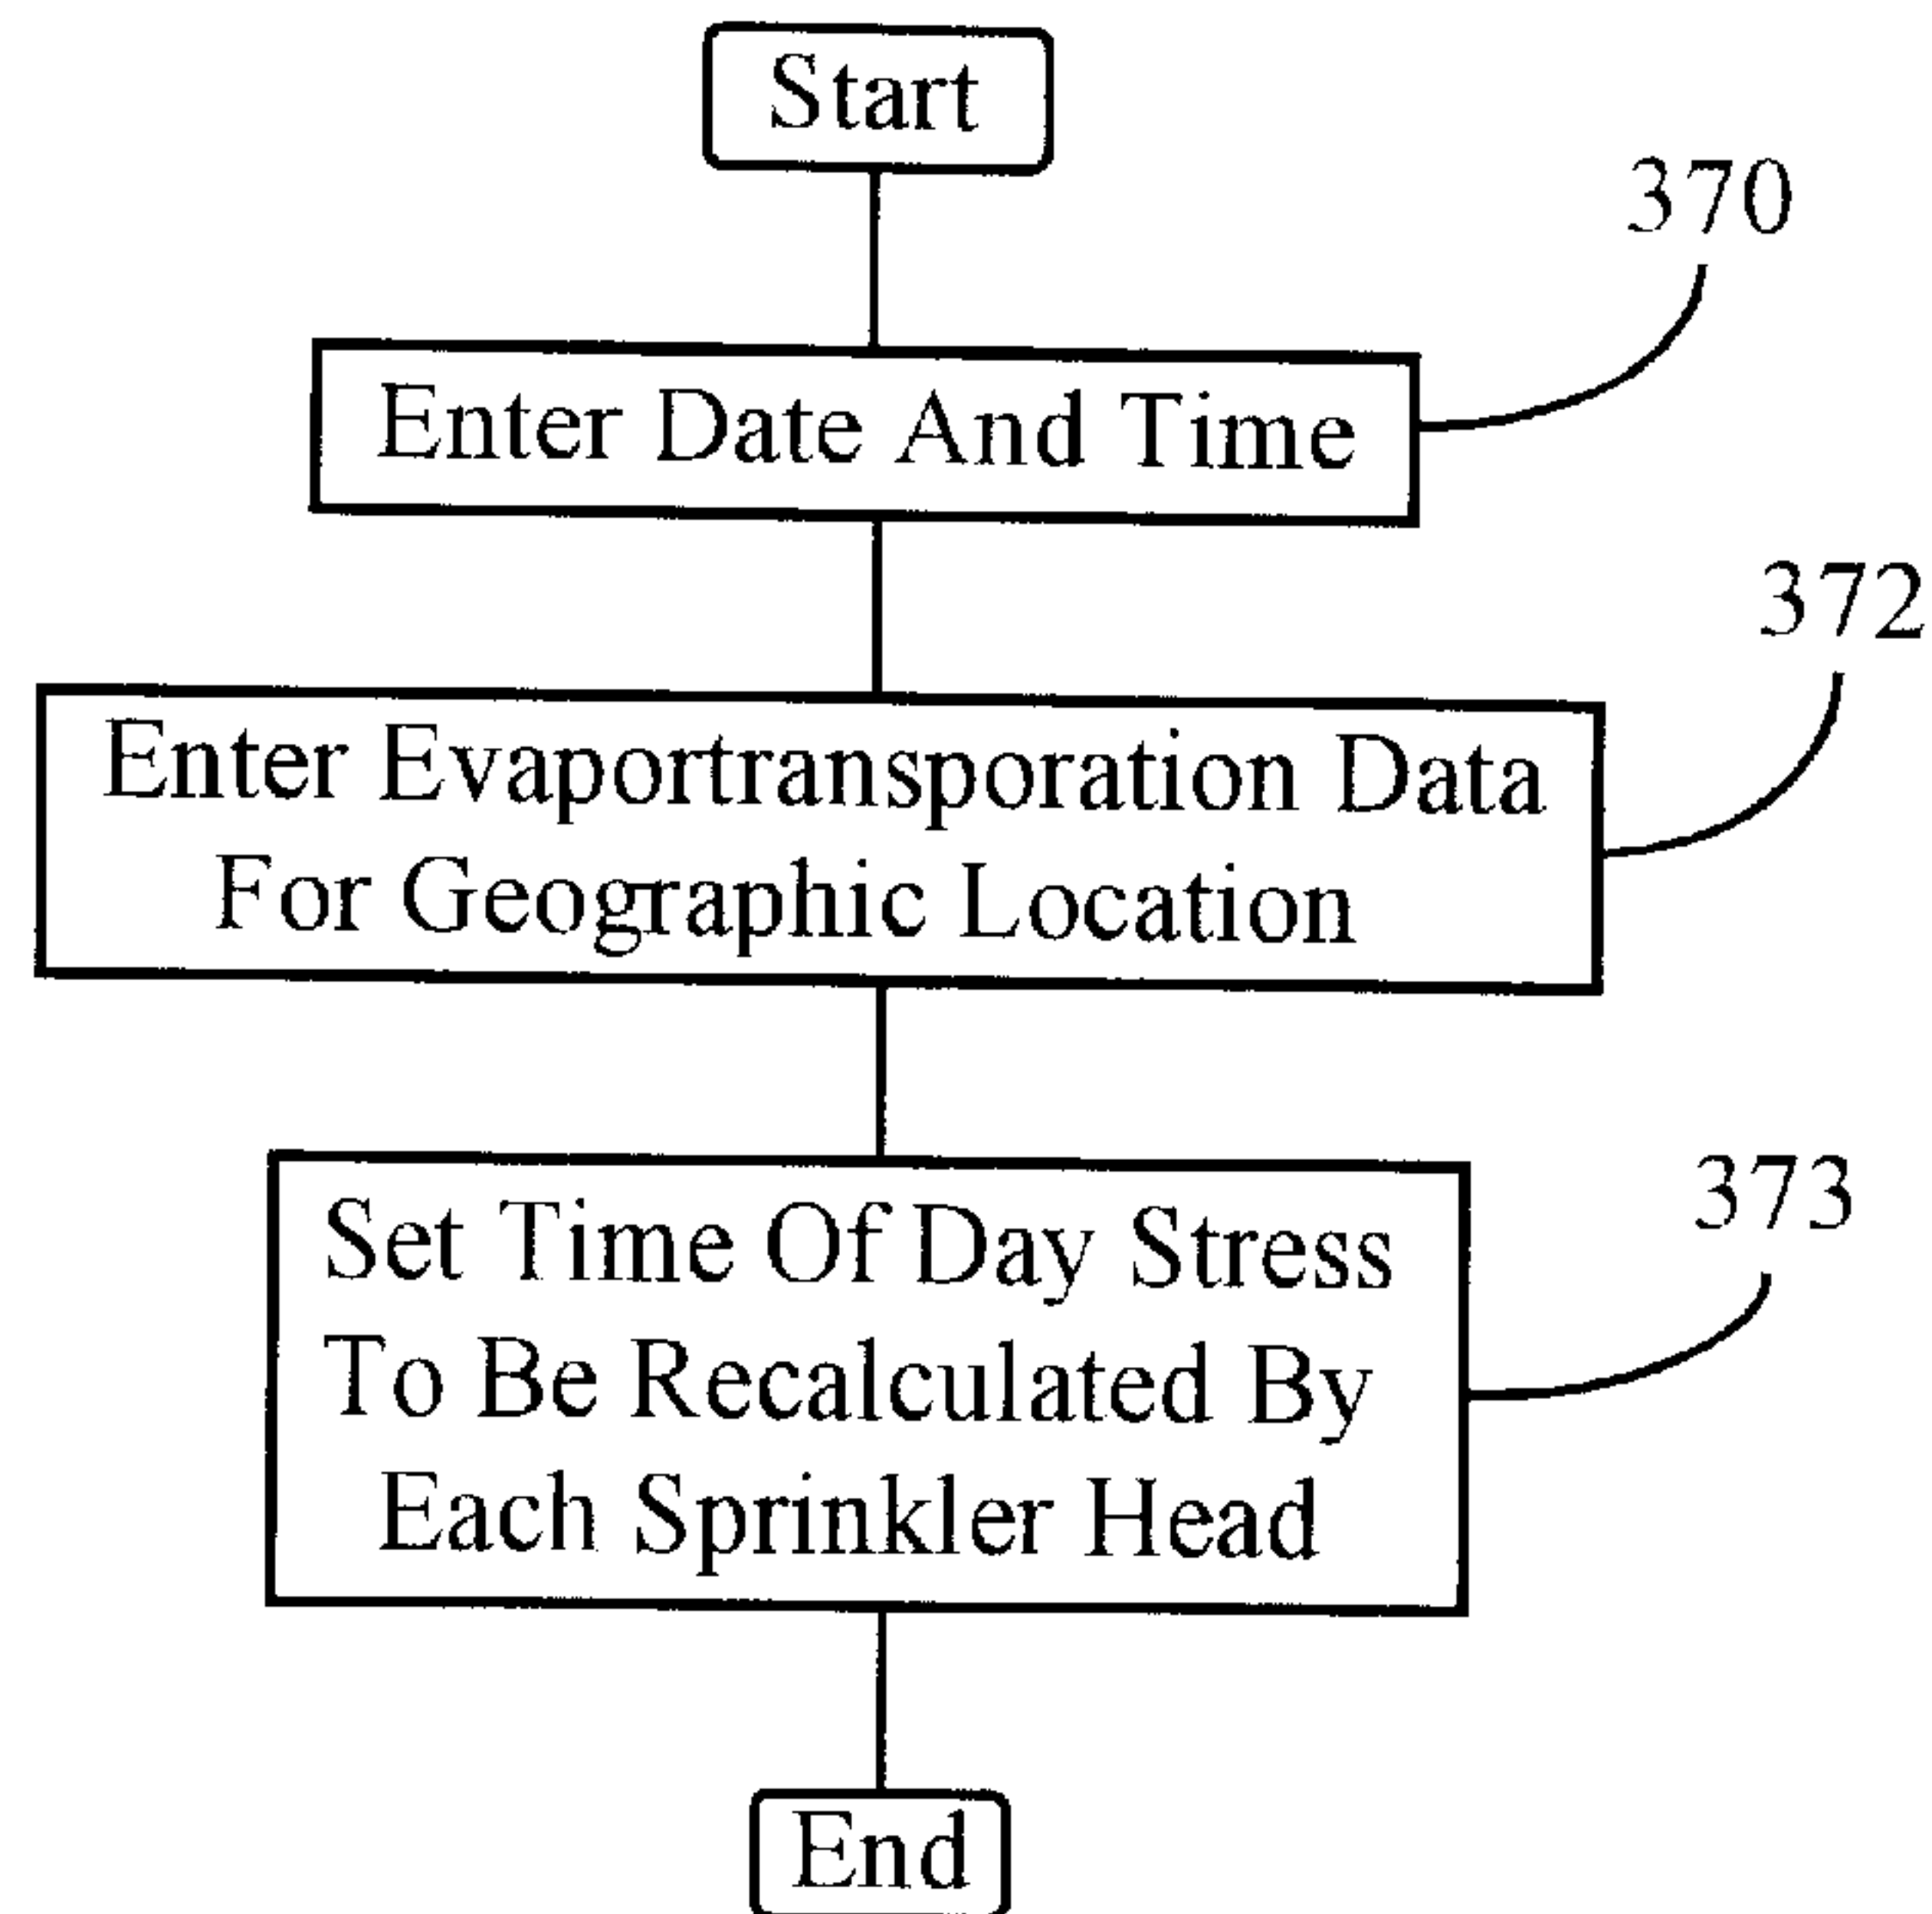 Start
370
Enter Date And Time
372
Enter Evaportransporation Data
For Geographic Location
373
Set Time Of Day Stress
To Be Recalculated By
Each Sprinkler Head
End